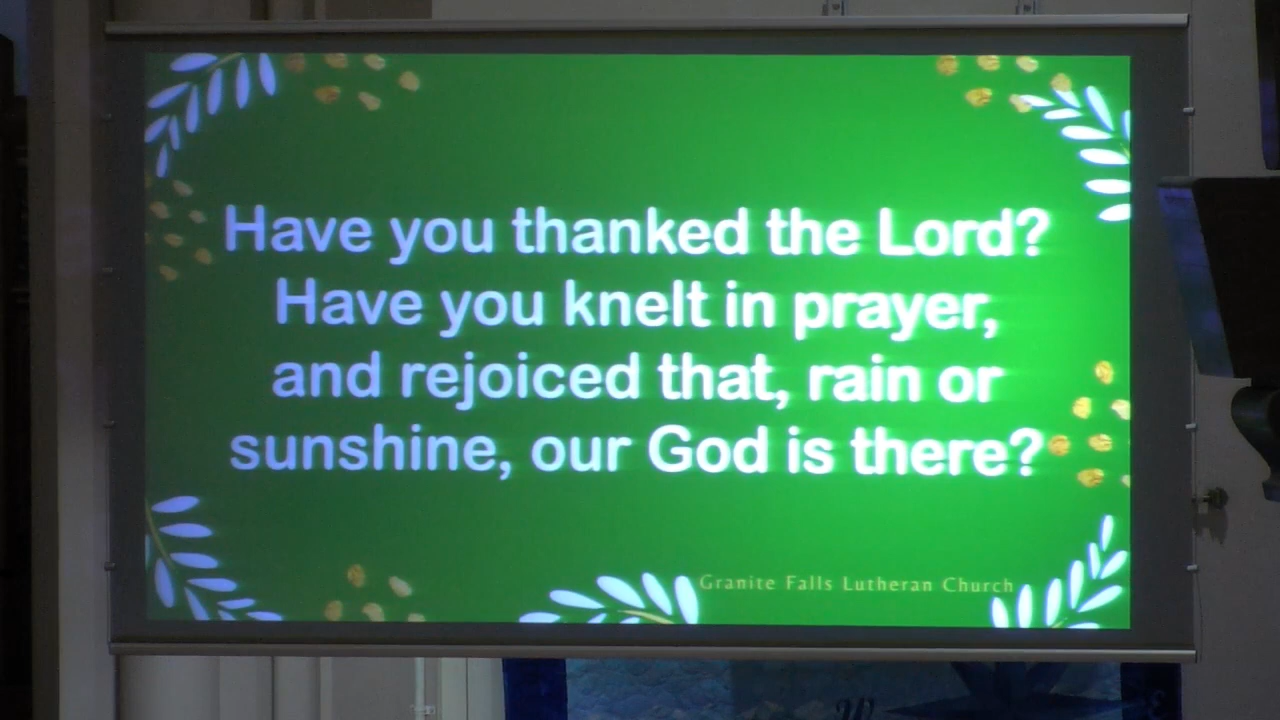 Have you thanked the Lord?
Have you knelt in prayer,
and rejoiced that, rain or
sunshine, our God is there?
Granite Falls Lutheran Church